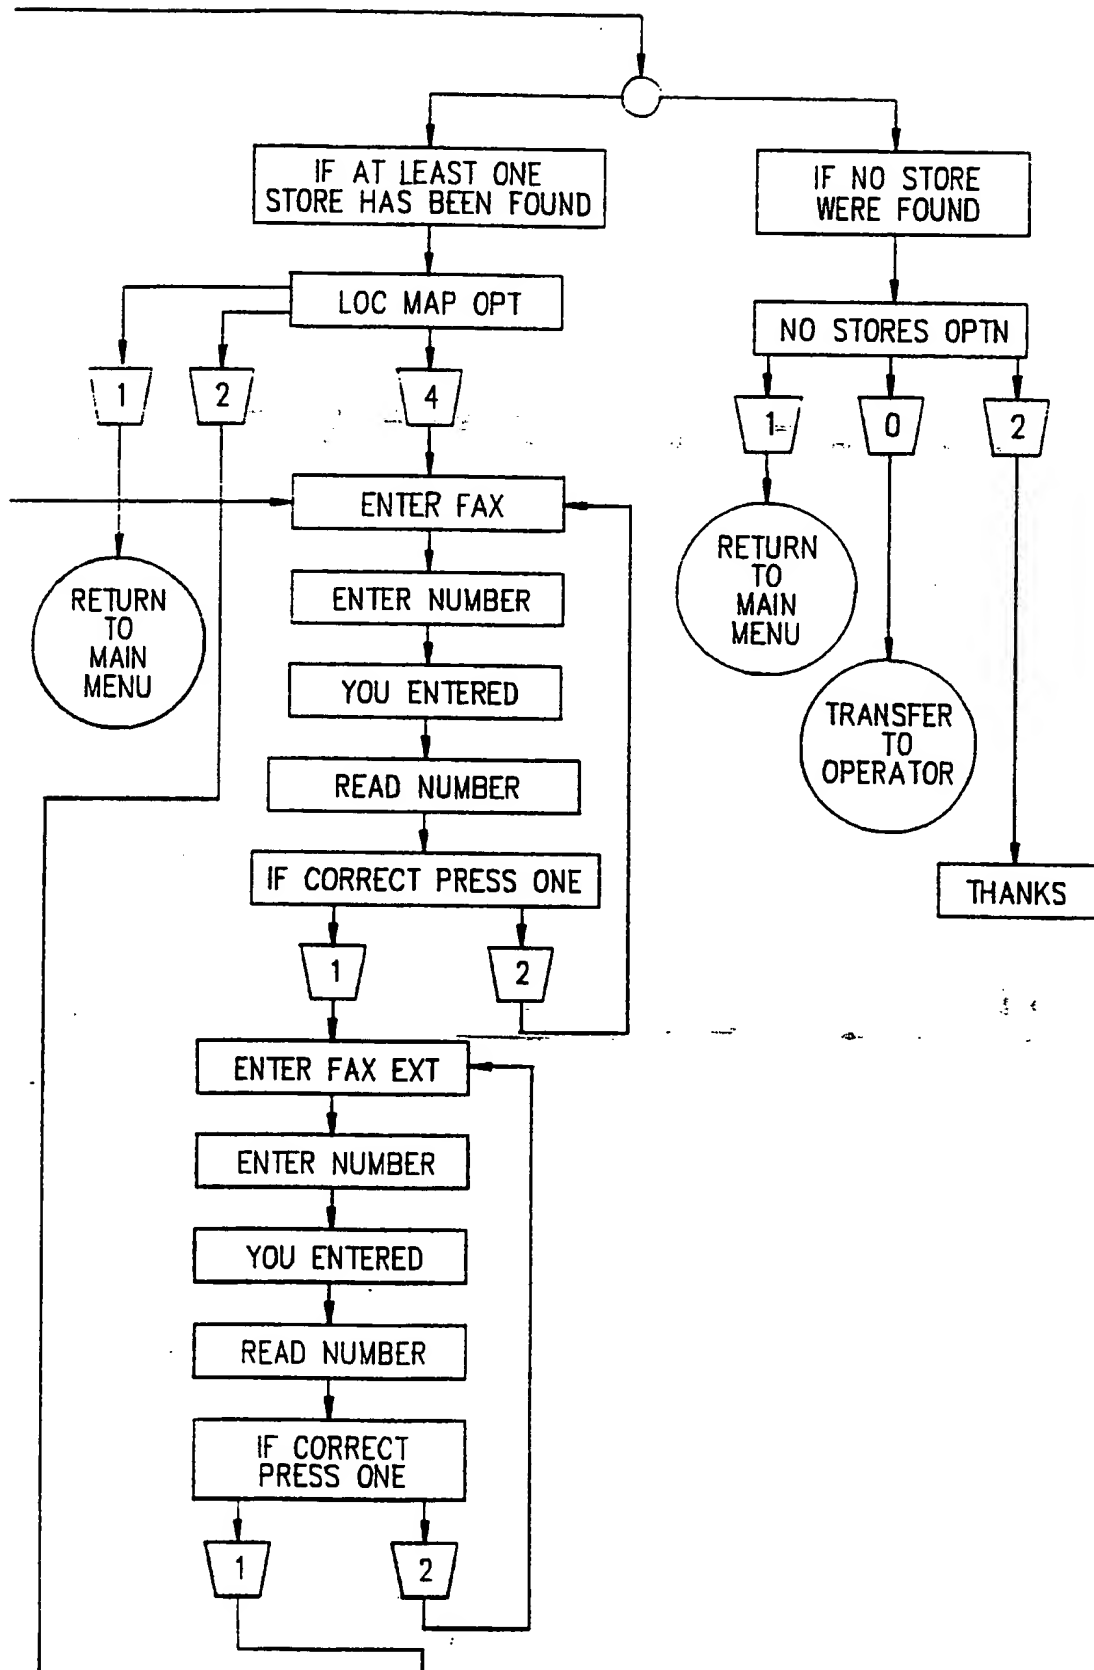 IF AT LEAST ONE
STORE HAS BEEN FOUND
IF NO STORE
WERE FOUND
LOC MAP OPT
NO STORES OPTN
1
2
4
1
0
2
ENTER FAX
RETURN
TO
MAIN
MENU
RETURN
TO
MAIN
MENU
ENTER NUMBER
YOU ENTERED
TRANSFER
TO
OPERATOR
READ NUMBER
IF CORRECT PRESS ONE
THANKS
1
2
ENTER FAX EXT
ENTER NUMBER
YOU ENTERED
READ NUMBER
IF CORRECT
PRESS ONE
1
2